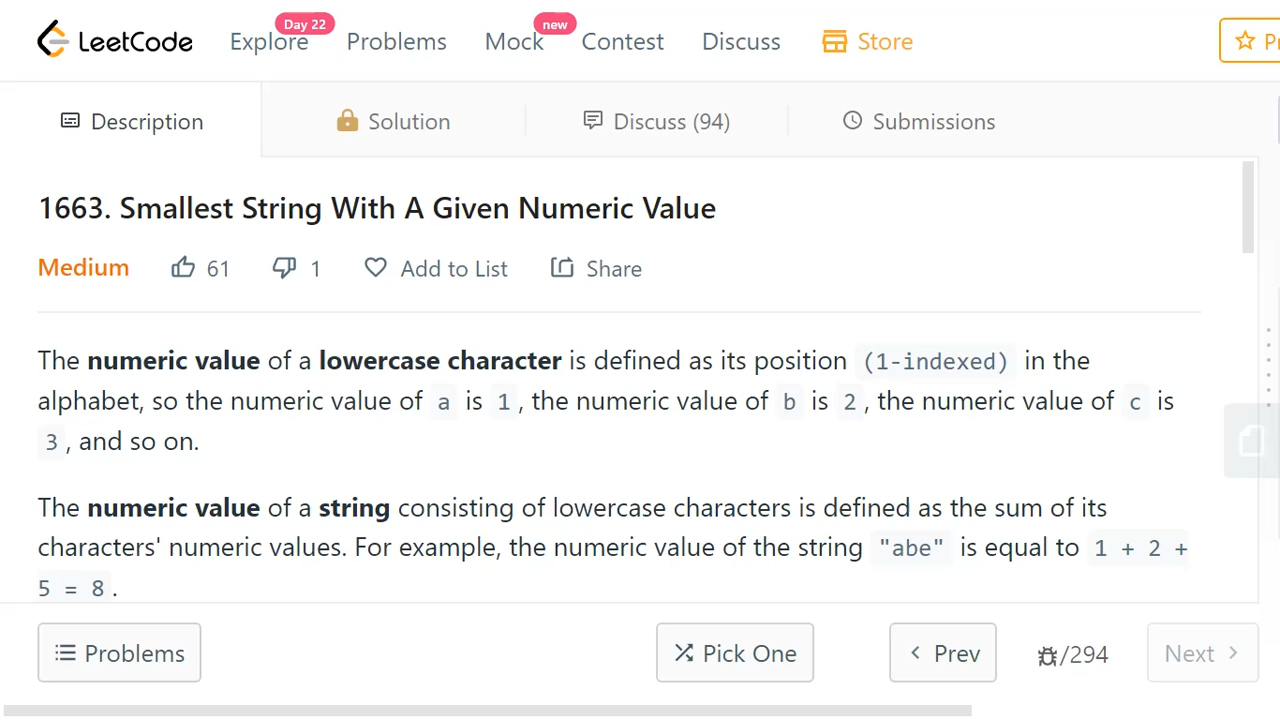 Day 22
new
LeetCode Explore Problems Mock Contest Discuss Store
Description Solution Discuss (94) Submissions
1663. Smallest String With A Given Numeric Value
Medium 61 1 Add to List Share
The numeric value of a lowercase character is defined as its position (1-indexed) in the
alphabet, so the numeric value of a is 1, the numeric value of b is 2, the numeric value of c is
3, and so on.
The numeric value of a string consisting of lowercase characters is defined as the sum of its
characters' numeric values. For example, the numeric value of the string "abe" is equal to 1 + 2 +
5 = 8.
Problems Pick One Prev /294 Next